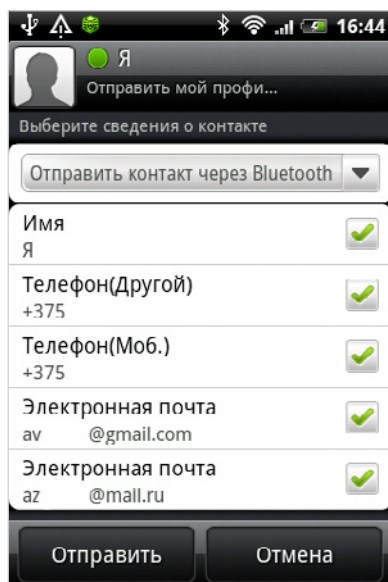 16:44
Я
Отправить мой профи...
Выберите сведения о контакте
Отправить контакт через Bluetooth
Имя
Я
Телефон(Другой)
+375
Телефон(Моб.)
+375
Электронная почта
av @gmail.com
Электронная почта
az @mail.ru
Отправить Отмена